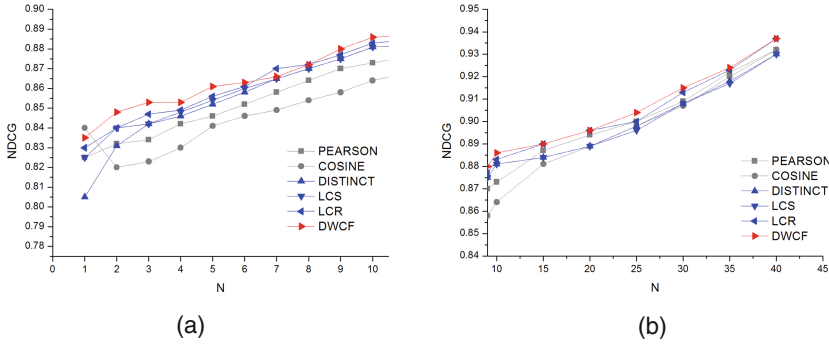 0.90
0.89
0.88
0.87
0.86
0.85
0.84
0.83
0.82
0.81
0.80
0.79
0.78
NDCG
0 1 2 3 4 5 6 7 8 9 10
N
PEARSON
COSINE
DISTINCT
LCS
LCR
DWCF
(a)
0.95
0.94
0.93
0.92
0.91
0.90
0.89
0.88
0.87
0.86
0.85
0.84
NDCG
10 15 20 25 30 35 40 45
N
PEARSON
COSINE
DISTINCT
LCS
LCR
DWCF
(b)